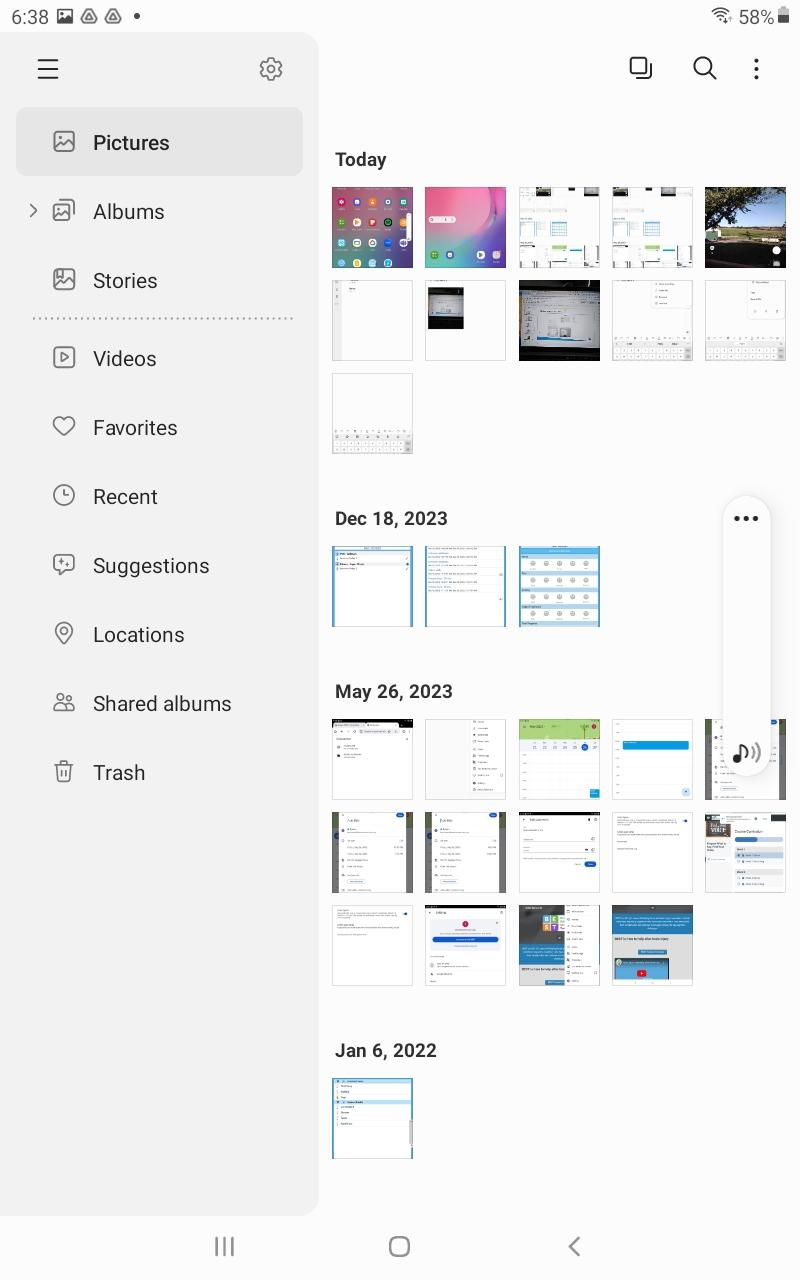 6:38
58%
Pictures
Albums
Stories
Videos
Favorites
Recent
Suggestions
Locations
Shared albums
Trash
Today
Dec 18, 2023
May 26, 2023
Jan 6, 2022